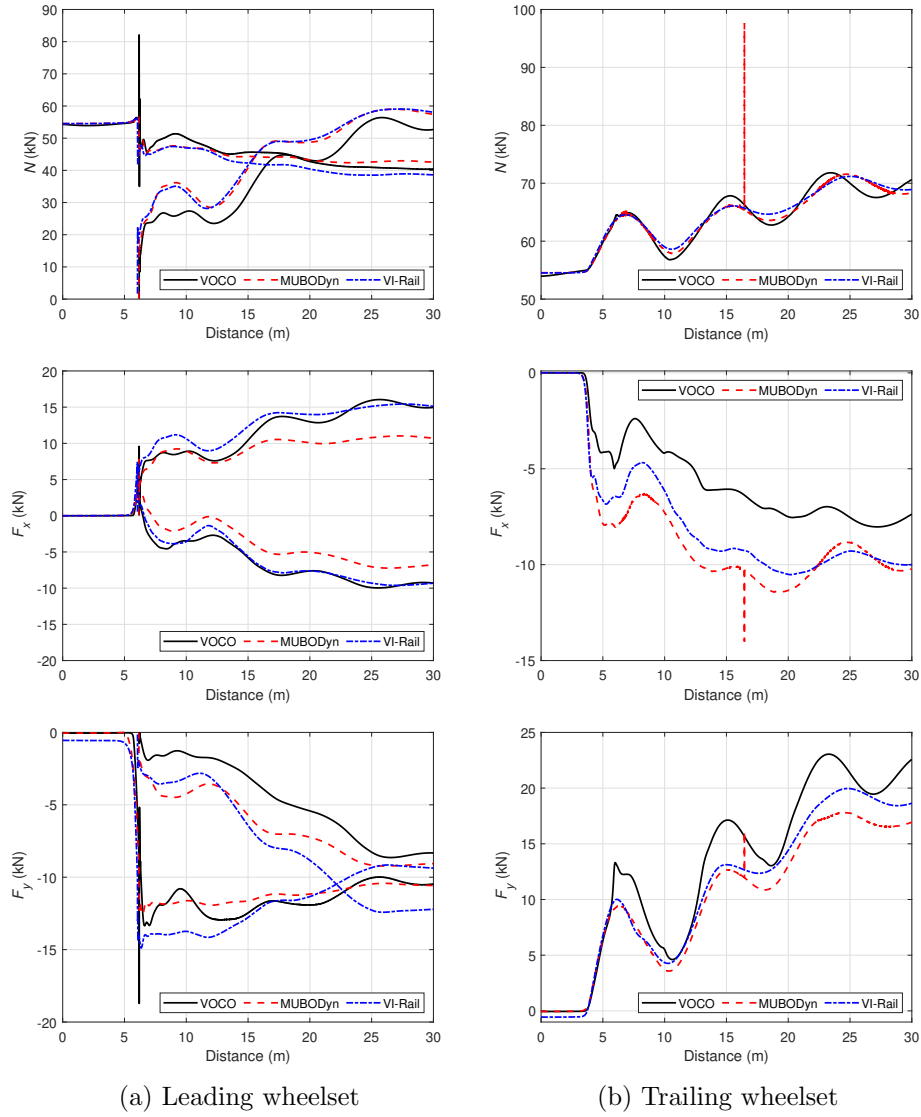 90
80
70
60
50
40
30
20
10
0
N (kN)
VOCO MUBODyn VI-Rail
0 5 10 15 20 25 30
Distance (m)
100
90
80
70
60
50
N (kN)
VOCO MUBODyn VI-Rail
0 5 10 15 20 25 30
Distance (m)
20
15
10
5
0
-5
-10
-15
-20
Fx (kN)
VOCO MUBODyn VI-Rail
0 5 10 15 20 25 30
Distance (m)
0
-5
-10
-15
Fx (kN)
VOCO MUBODyn VI-Rail
0 5 10 15 20 25 30
Distance (m)
0
-5
-10
-15
-20
Fy (kN)
VOCO MUBODyn VI-Rail
0 5 10 15 20 25 30
Distance (m)
25
20
15
10
5
0
Fy (kN)
VOCO MUBODyn VI-Rail
0 5 10 15 20 25 30
Distance (m)
(a) Leading wheelset
(b) Trailing wheelset